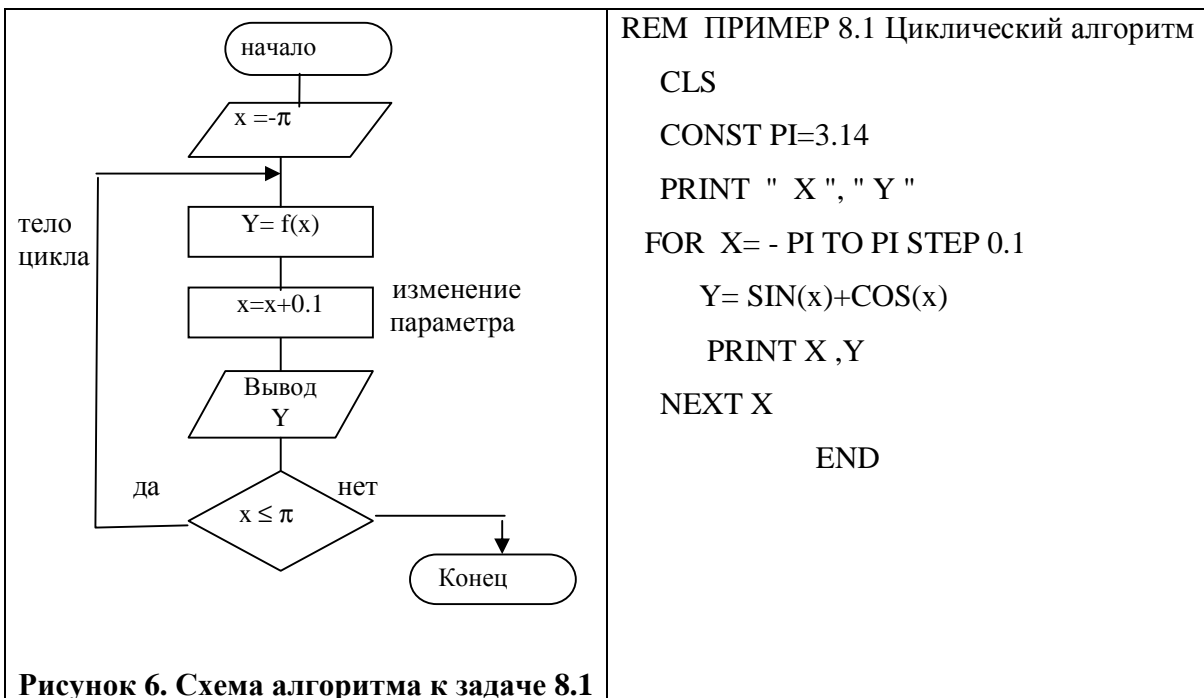 начало
x =-π
тело
цикла
Y= f(x)
x=x+0.1
изменение
параметра
Вывод
Y
да
нет
x ≤ π
Конец
Рисунок 6. Схема алгоритма к задаче 8.1
REM ПРИМЕР 8.1 Циклический алгоритм
CLS
CONST PI=3.14
PRINT " X ", " Y "
FOR X= - PI TO PI STEP 0.1
Y= SIN(x)+COS(x)
PRINT X ,Y
NEXT X
END